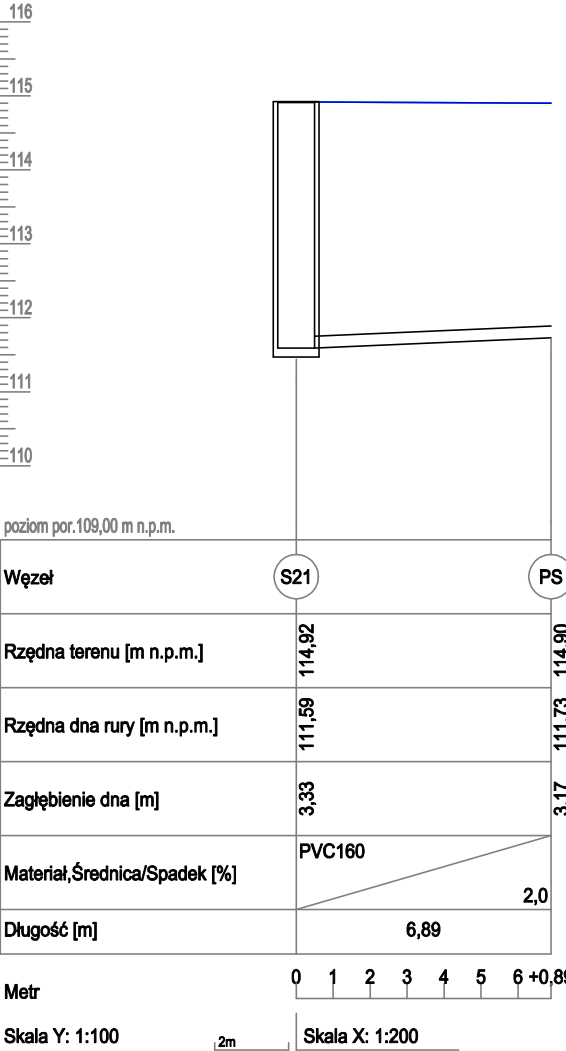 116
115
114
113
112
111
110
poziom por.109,00 m n.p.m.
Węzeł S21 PS
Rzędna terenu [m n.p.m.] 114,92 114,90
Rzędna dna rury [m n.p.m.] 111,59 111,73
Zagłębienie dna [m] 3,33 3,17
PVC160
Materiał,Średnica/Spadek [%]
2,0
Długość [m] 6,89
Metr 0 1 2 3 4 5 6 +0,89
Skala Y: 1:100 2m Skala X: 1:200